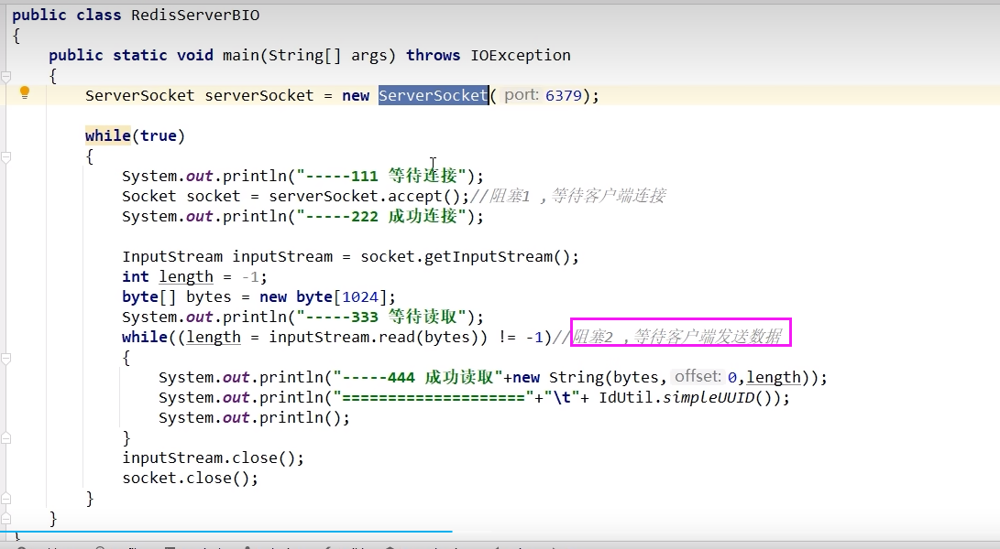 public class RedisServerBIO
{
    public static void main(String[] args) throws IOException
    {
        ServerSocket serverSocket = new ServerSocket( port: 6379);
        while(true)
        {
            System.out.println("-----111 等待连接");
            Socket socket = serverSocket.accept();//阻塞1 ,等待客户端连接
            System.out.println("-----222 成功连接");
            InputStream inputStream = socket.getInputStream();
            int length = -1;
            byte[] bytes = new byte[1024];
            System.out.println("-----333 等待读取");
            while((length = inputStream.read(bytes)) != -1)//阻塞2 ,等待客户端发送数据
            {
                System.out.println("-----444 成功读取"+new String(bytes, offset: 0,length));
                System.out.println("===================="+"\t"+ IdUtil.simpleUUID());
                System.out.println();
            }
            inputStream.close();
            socket.close();
        }
    }